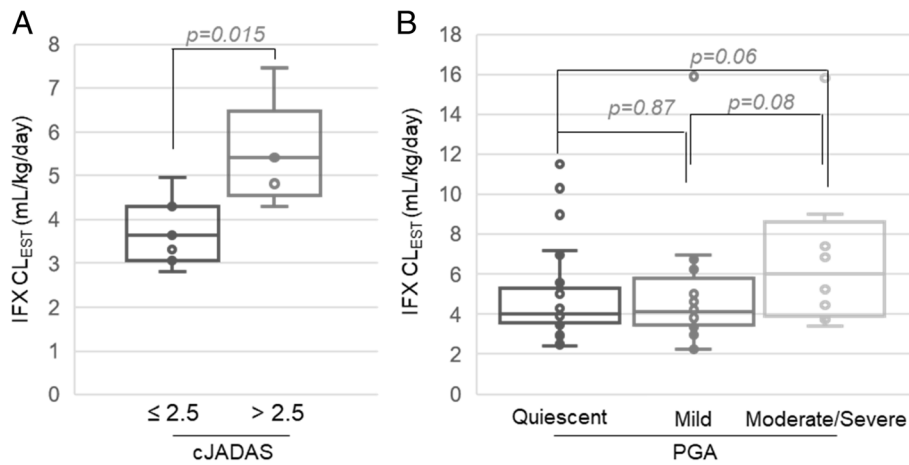 A
p=0.015
8
7
6
5
4
3
2
1
0
IFX CLEST (mL/kg/day)
≤ 2.5 > 2.5
cJADAS
B
18
16
14
12
10
8
6
4
2
0
IFX CLEST (mL/kg/day)
p=0.06
p=0.87
p=0.08
Quiescent Mild Moderate/Severe
PGA